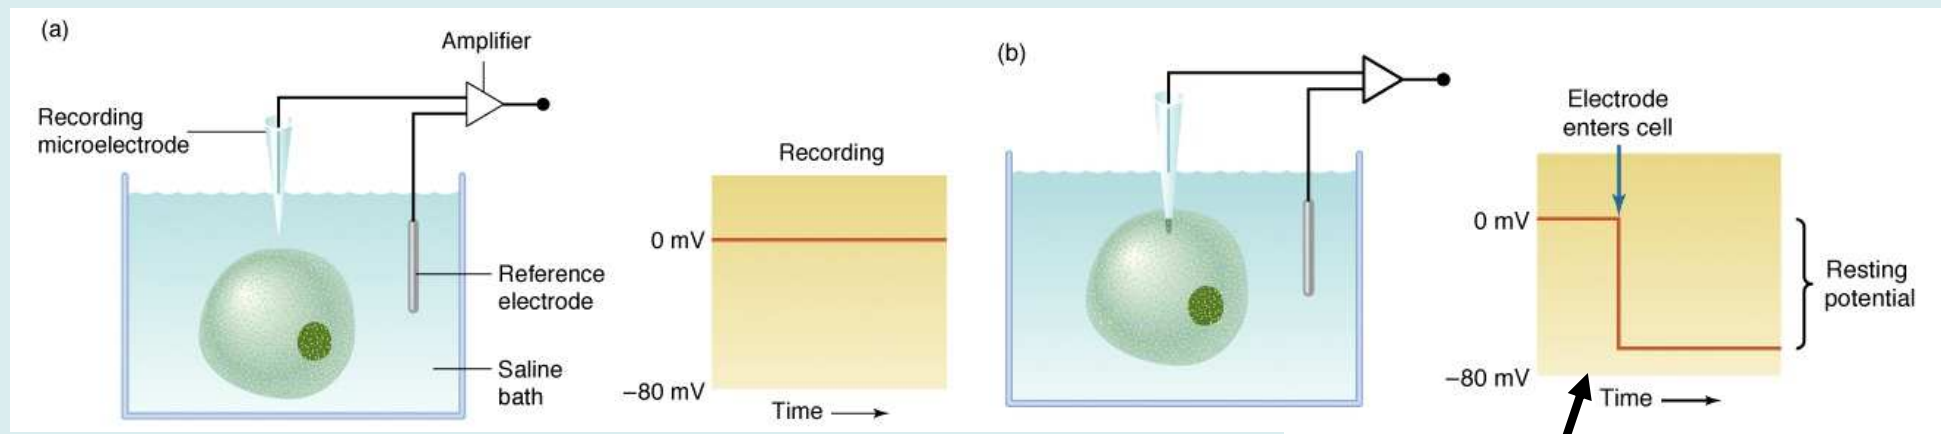 (a)
Amplifier
Recording
microelectrode
Reference
electrode
Saline
bath
Recording
0 mV
–80 mV
Time
(b)
Electrode
enters cell
0 mV
Resting
potential
–80 mV
Time